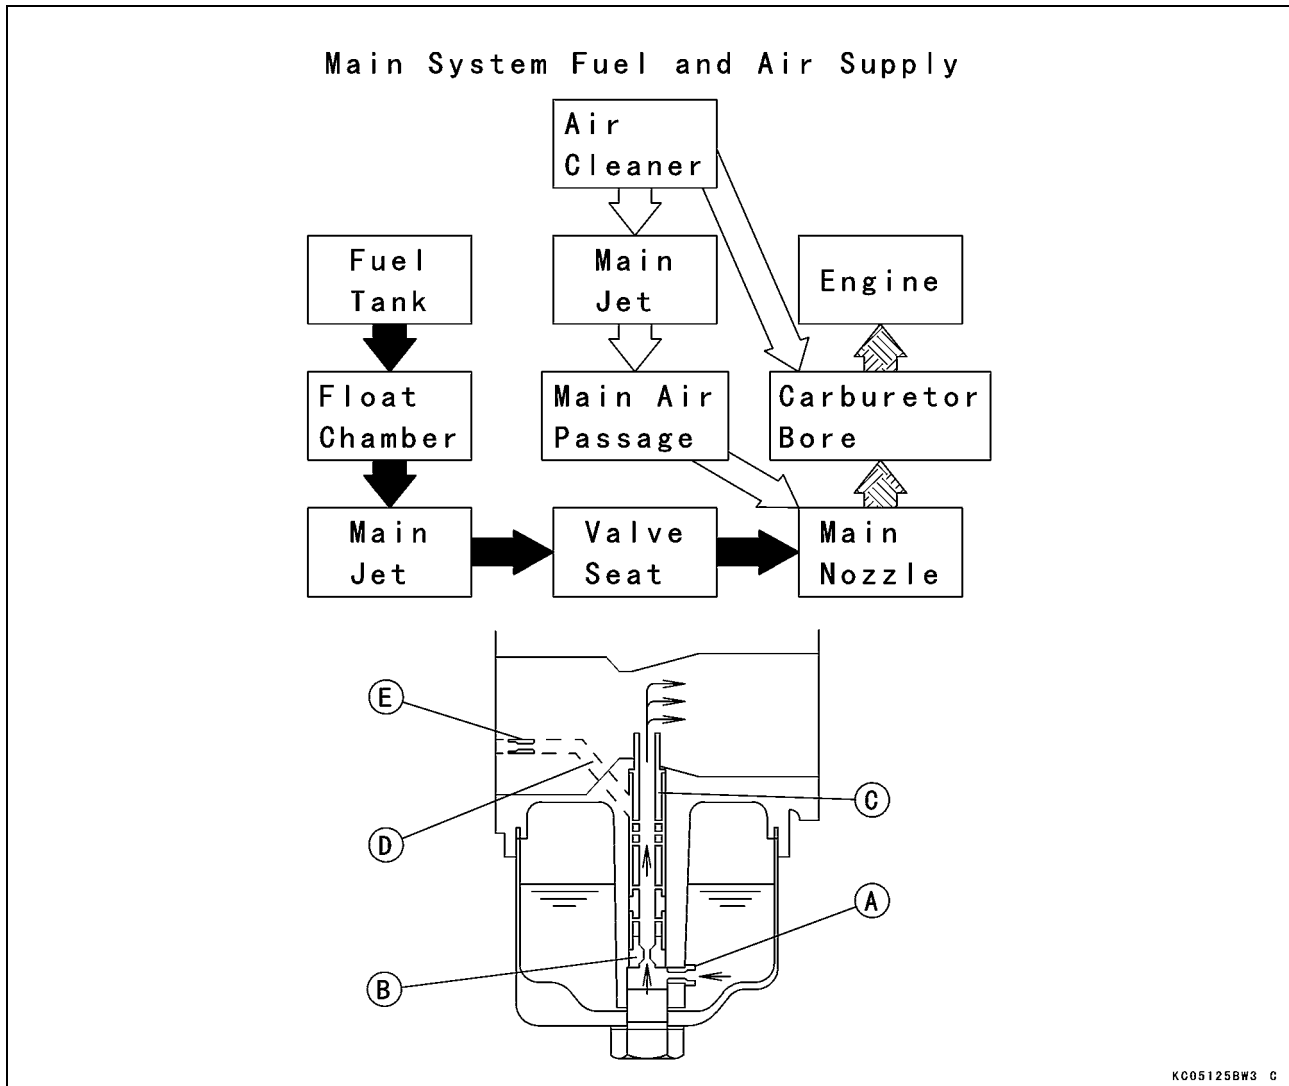 Main System Fuel and Air Supply
Air
Cleaner
Fuel
Tank
Main
Jet
Engine
Float
Chamber
Main Air
Passage
Carburetor
Bore
Main
Jet
Valve
Seat
Main
Nozzle
E
C
D
A
B
KC05125BW3 C